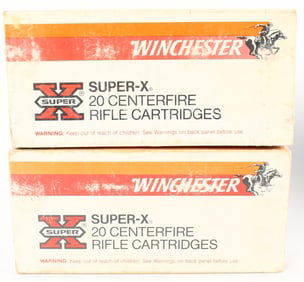 WINCHESTER
SUPER-X®
20 CENTERFIRE
RIFLE CARTRIDGES
X
SUPER
WARNING: Keep out of reach of children. See Warnings on back panel before use.
WINCHESTER
SUPER-X®
20 CENTERFIRE
RIFLE CARTRIDGES
X
SUPER
WARNING: Keep out of reach of children. See Warnings on back panel before use.